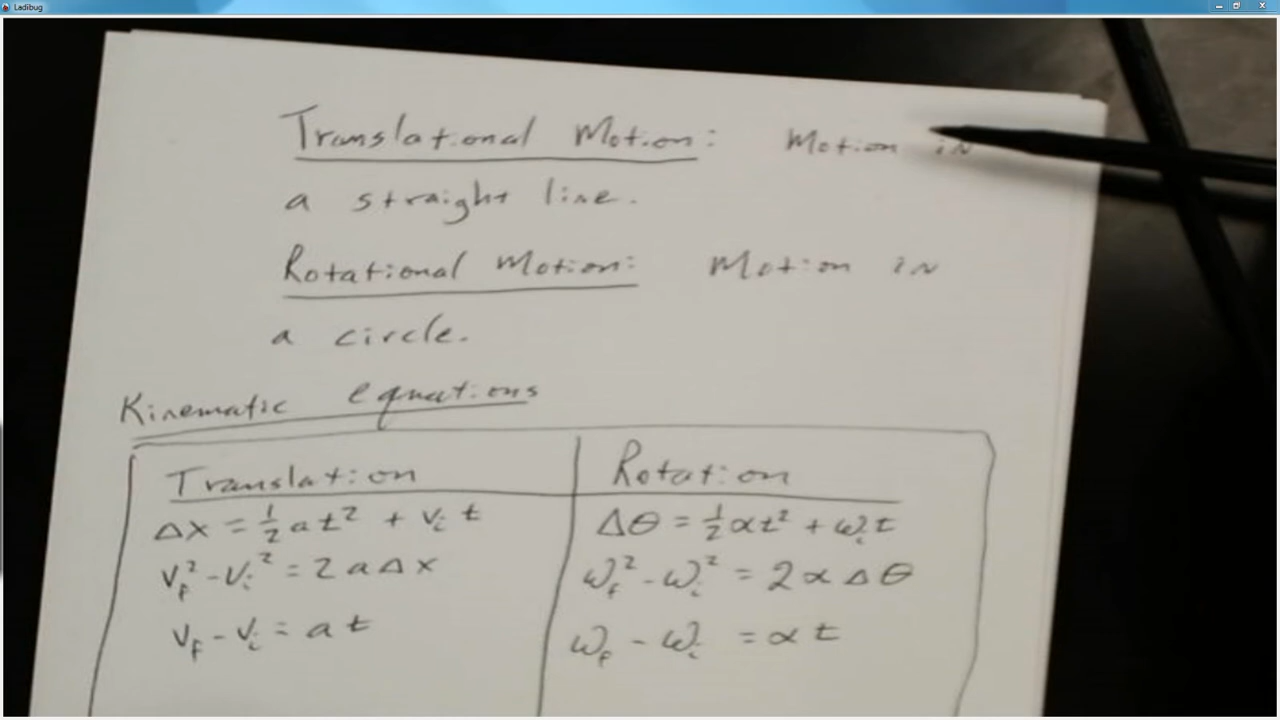 Ladibug
Translational Motion: Motion in
a straight line.
Rotational Motion: Motion in
a circle.
Kinematic equations
Translation Rotation
Δx = ½at² + vᵢt Δθ = ½αt² + ωᵢt
v_f² - vᵢ² = 2aΔx ω_f² - ωᵢ² = 2αΔθ
v_f - vᵢ = at ω_f - ωᵢ = αt